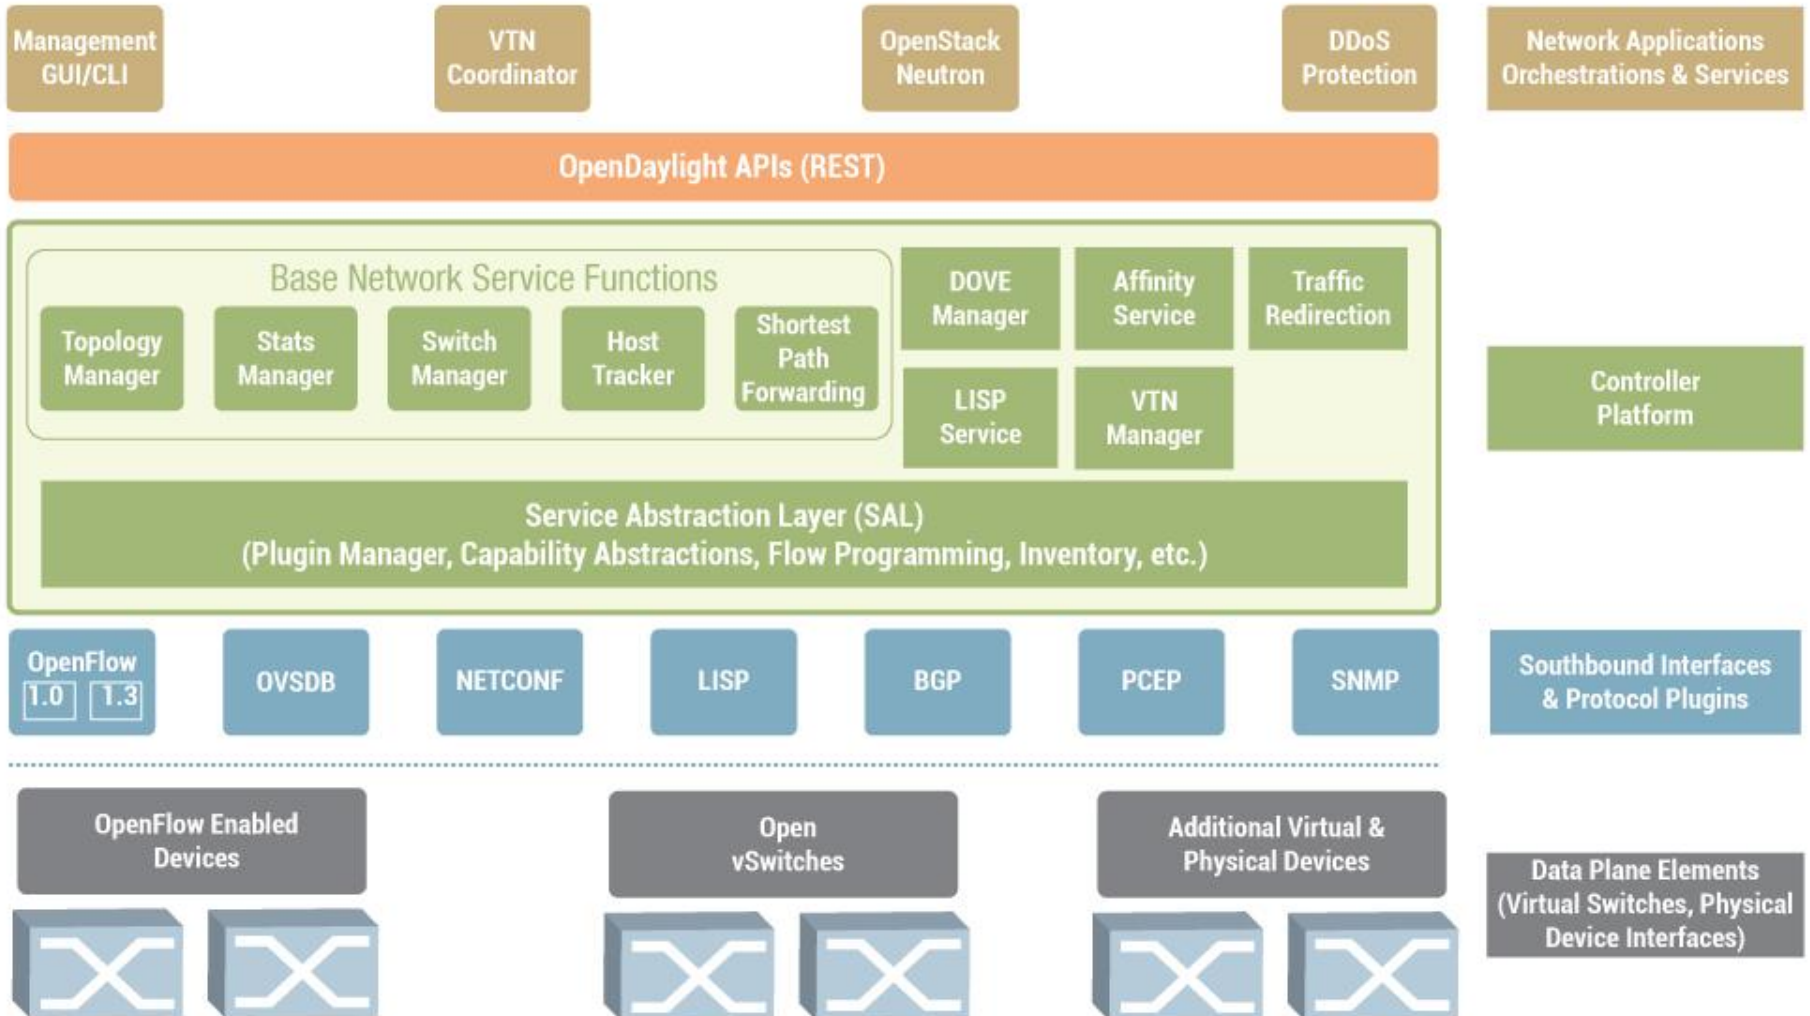 Management
GUI/CLI
VTN
Coordinator
OpenStack
Neutron
DDoS
Protection
Network Applications
Orchestrations & Services
OpenDaylight APIs (REST)
Base Network Service Functions
Topology
Manager
Stats
Manager
Switch
Manager
Host
Tracker
Shortest
Path
Forwarding
DOVE
Manager
Affinity
Service
Traffic
Redirection
LISP
Service
VTN
Manager
Controller
Platform
Service Abstraction Layer (SAL)
(Plugin Manager, Capability Abstractions, Flow Programming, Inventory, etc.)
OpenFlow
1.0 1.3
OVSDB
NETCONF
LISP
BGP
PCEP
SNMP
Southbound Interfaces
& Protocol Plugins
OpenFlow Enabled
Devices
Open
vSwitches
Additional Virtual &
Physical Devices
Data Plane Elements
(Virtual Switches, Physical
Device Interfaces)